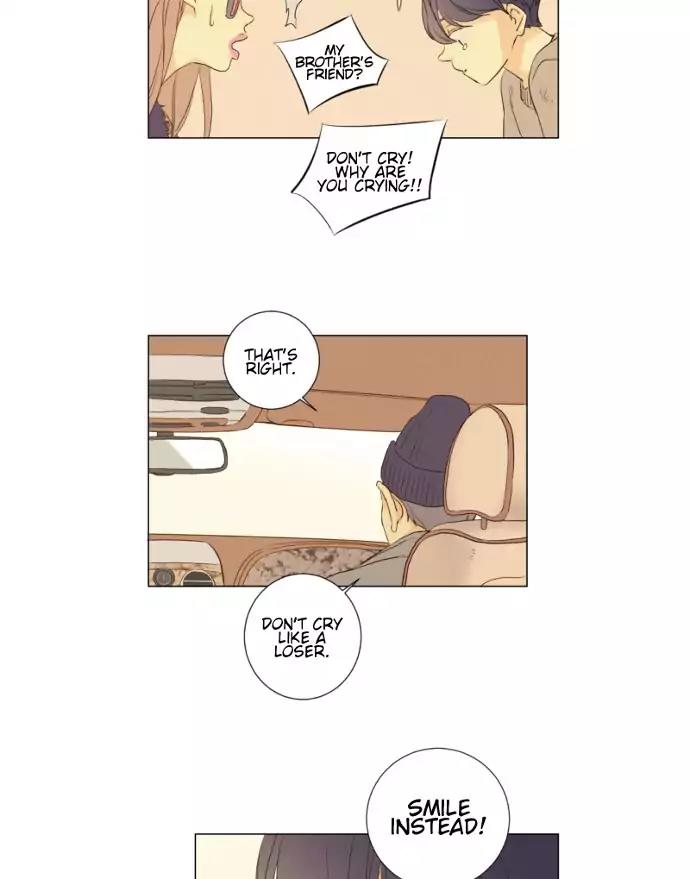 MY
BROTHER'S
FRIEND?
DON'T CRY!
WHY ARE
YOU CRYING!!
THAT'S
RIGHT.
DON'T CRY
LIKE A
LOSER.
SMILE
INSTEAD!